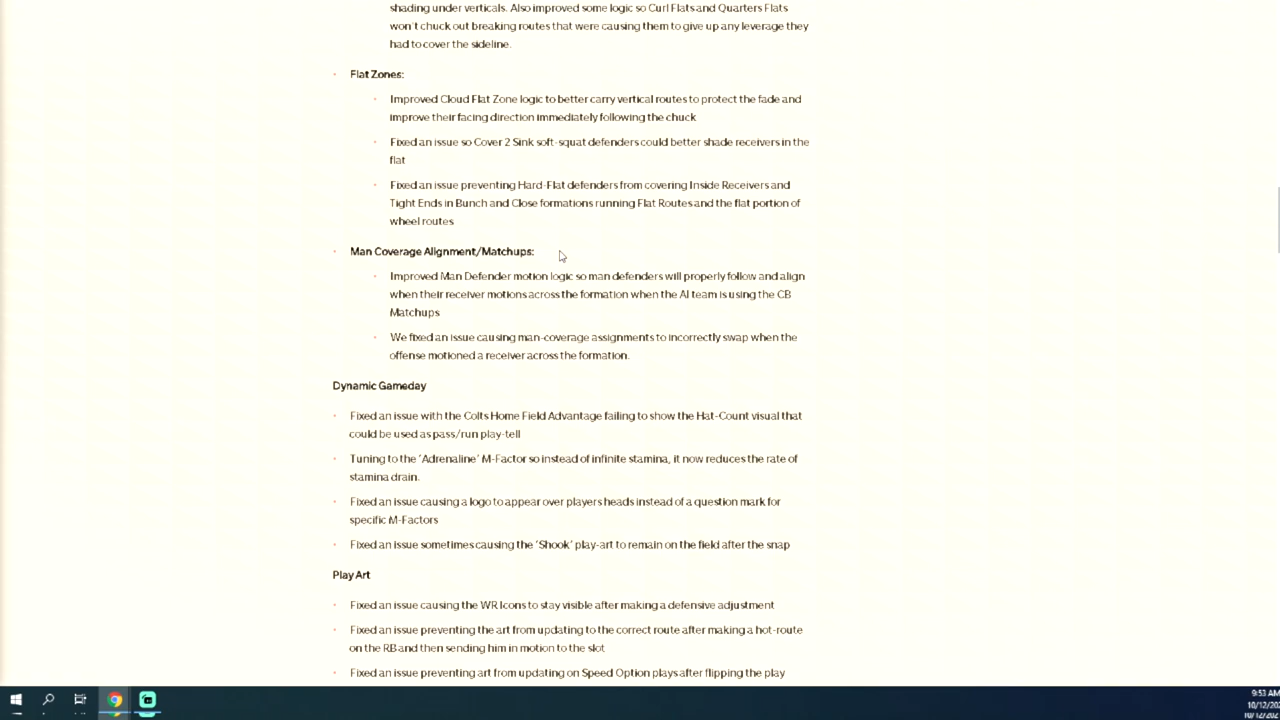 shading under verticals. Also improved some logic so Curl Flats and Quarters Flats
won't chuck out breaking routes that were causing them to give up any leverage they
had to cover the sideline.
Flat Zones:
Improved Cloud Flat Zone logic to better carry vertical routes to protect the fade and
improve their facing direction immediately following the chuck
Fixed an issue so Cover 2 Sink soft-squat defenders could better shade receivers in the
flat
Fixed an issue preventing Hard-Flat defenders from covering Inside Receivers and
Tight Ends in Bunch and Close formations running Flat Routes and the flat portion of
wheel routes
Man Coverage Alignment/Matchups:
Improved Man Defender motion logic so man defenders will properly follow and align
when their receiver motions across the formation when the AI team is using the CB
Matchups
We fixed an issue causing man-coverage assignments to incorrectly swap when the
offense motioned a receiver across the formation.
Dynamic Gameday
Fixed an issue with the Colts Home Field Advantage failing to show the Hat-Count visual that
could be used as pass/run play-tell
Tuning to the 'Adrenaline' M-Factor so instead of infinite stamina, it now reduces the rate of
stamina drain.
Fixed an issue causing a logo to appear over players heads instead of a question mark for
specific M-Factors
Fixed an issue sometimes causing the 'Shook' play-art to remain on the field after the snap
Play Art
Fixed an issue causing the WR Icons to stay visible after making a defensive adjustment
Fixed an issue preventing the art from updating to the correct route after making a hot-route
on the RB and then sending him in motion to the slot
Fixed an issue preventing art from updating on Speed Option plays after flipping the play
9:53 AM
10/12/202
10/12/202